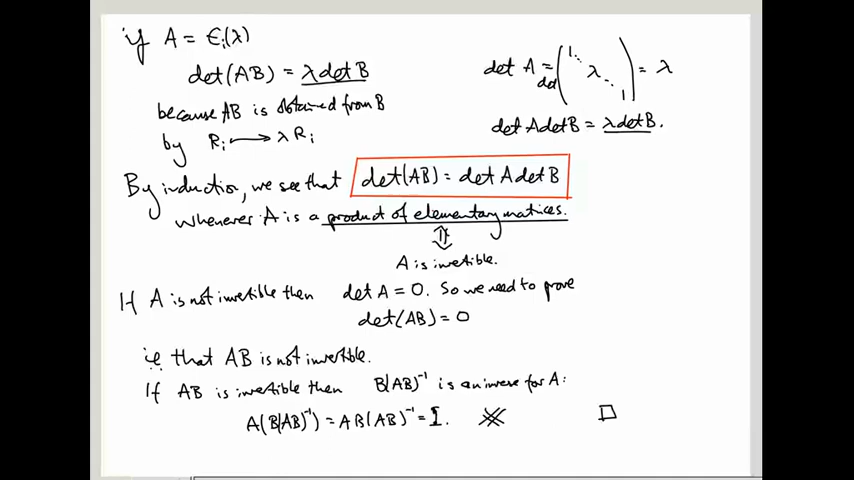 if A = Ei(λ)
det(AB) = λ det B
because AB is obtained from B
by Ri ⟼ λ Ri
det A = det (1 ⋱ λ ⋱ 1) = λ
det A det B = λ det B.
By induction, we see that det(AB) = det A det B
whenever A is a product of elementary matrices.
⇕
A is invertible.
If A is not invertible then det A = 0. So we need to prove
det(AB) = 0
i.e. that AB is not invertible.
If AB is invertible then B(AB)⁻¹ is an inverse for A:
A(B(AB)⁻¹) = AB(AB)⁻¹ = I. ※ □